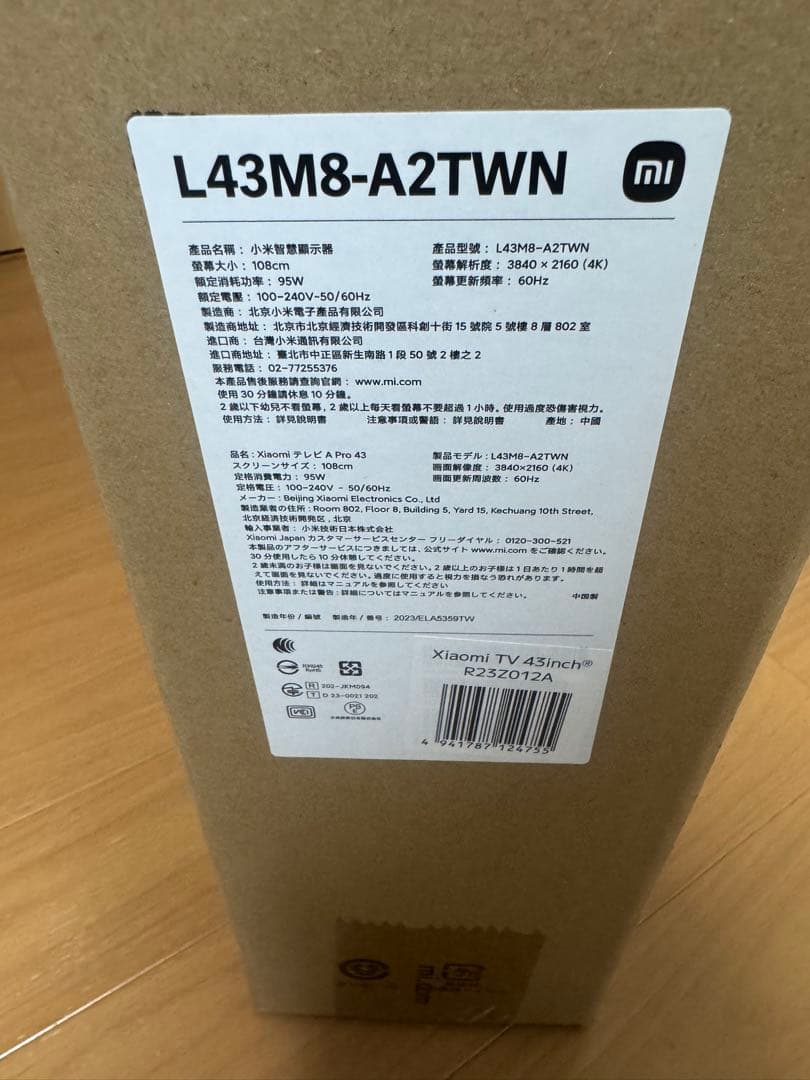 L43M8-A2TWN
mi
產品名稱：小米智慧顯示器
產品型號：L43M8-A2TWN
螢幕大小：108cm
螢幕解析度：3840 × 2160 (4K)
額定消耗功率：95W
螢幕更新頻率：60Hz
額定電壓：100-240V~50/60Hz
製造商：北京小米電子產品有限公司
製造商地址：北京市北京經濟技術開發區科創十街 15 號院 5 號樓 8 層 802 室
進口商：台灣小米通訊有限公司
進口商地址：臺北市中正區新生南路 1 段 50 號 2 樓之 2
服務電話：02-77255376
本產品售後服務請查詢官網：www.mi.com
使用 30 分鐘請休息 10 分鐘。
2 歲以下幼兒不看螢幕，2 歲以上每天看螢幕不要超過 1 小時。使用過度恐傷害視力。
使用方法：詳見說明書 注意事項或警語：詳見說明書 產地：中國
品名：Xiaomi テレビ A Pro 43
製品モデル：L43M8-A2TWN
スクリーンサイズ：108cm
画面解像度：3840×2160 (4K)
定格消費電力：95W
画面更新周波数：60Hz
定格電圧：100-240V ~ 50/60Hz
メーカー：Beijing Xiaomi Electronics Co., Ltd
製造業者の住所：Room 802, Floor 8, Building 5, Yard 15, Kechuang 10th Street,
北京経済技術開発区，北京
輸入事業者：小米技術日本株式会社
Xiaomi Japan カスタマーサービスセンター フリーダイヤル：0120-300-521
本製品のアフターサービスにつきましては、公式サイト www.mi.com をご確認ください。
30 分使用したら 10 分休憩してください。
2 歳未満のお子様は画面を見ないでください。2 歳以上のお子様は 1 日あたり 1 時間を超
えて画面を見ないでください。過度に使用すると視力を損なう恐れがあります。
使用方法：詳細はマニュアルを参照してください
注意事項または警告：詳細についてはマニュアルを参照してください。 中国製
製造年份 / 編號 製造年 / 番号：2023/ELA5359TW
RoHS
R 202-JKM094
T D 23-0021 202
PS
E
Xiaomi TV 43inch®
R23Z012A
4 941787 124755